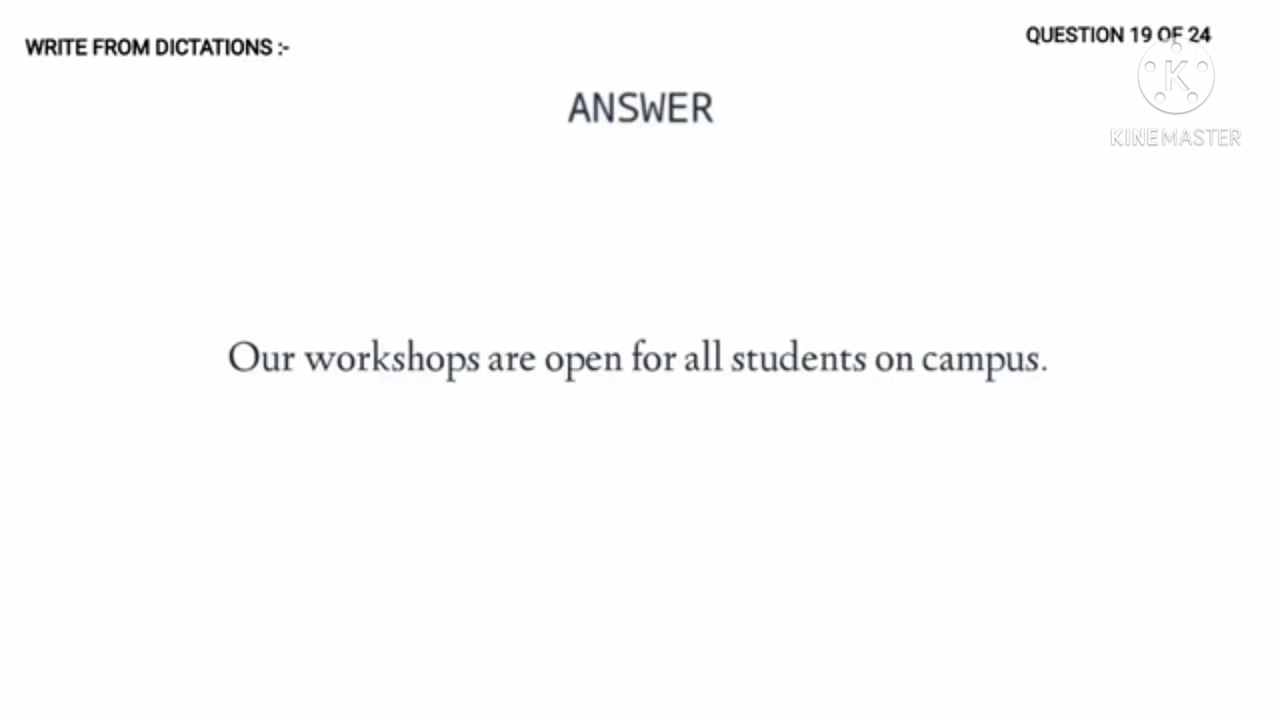 WRITE FROM DICTATIONS :-
QUESTION 19 OF 24
K
KINEMASTER
ANSWER
Our workshops are open for all students on campus.